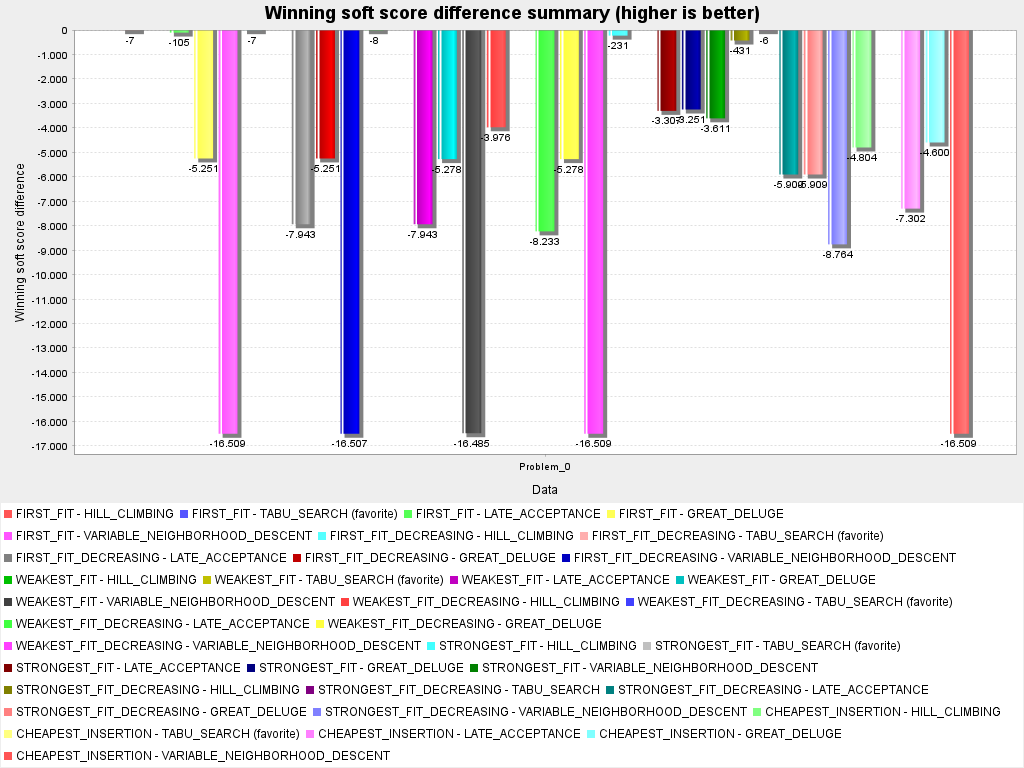 Winning soft score difference summary (higher is better)
Winning soft score difference
0
-1.000
-2.000
-3.000
-4.000
-5.000
-6.000
-7.000
-8.000
-9.000
-10.000
-11.000
-12.000
-13.000
-14.000
-15.000
-16.000
-17.000
-7
-105
-5.251
-16.509
-7
-7.943
-5.251
-16.507
-8
-7.943
-5.278
-16.485
-3.976
-8.233
-5.278
-16.509
-231
-3.307
-3.251
-3.611
-431
-6
-5.909
-5.909
-8.764
-4.804
-7.302
-4.600
-16.509
Problem_0
Data
FIRST_FIT - HILL_CLIMBING FIRST_FIT - TABU_SEARCH (favorite) FIRST_FIT - LATE_ACCEPTANCE FIRST_FIT - GREAT_DELUGE
FIRST_FIT - VARIABLE_NEIGHBORHOOD_DESCENT FIRST_FIT_DECREASING - HILL_CLIMBING FIRST_FIT_DECREASING - TABU_SEARCH (favorite)
FIRST_FIT_DECREASING - LATE_ACCEPTANCE FIRST_FIT_DECREASING - GREAT_DELUGE FIRST_FIT_DECREASING - VARIABLE_NEIGHBORHOOD_DESCENT
WEAKEST_FIT - HILL_CLIMBING WEAKEST_FIT - TABU_SEARCH (favorite) WEAKEST_FIT - LATE_ACCEPTANCE WEAKEST_FIT - GREAT_DELUGE
WEAKEST_FIT - VARIABLE_NEIGHBORHOOD_DESCENT WEAKEST_FIT_DECREASING - HILL_CLIMBING WEAKEST_FIT_DECREASING - TABU_SEARCH (favorite)
WEAKEST_FIT_DECREASING - LATE_ACCEPTANCE WEAKEST_FIT_DECREASING - GREAT_DELUGE
WEAKEST_FIT_DECREASING - VARIABLE_NEIGHBORHOOD_DESCENT STRONGEST_FIT - HILL_CLIMBING STRONGEST_FIT - TABU_SEARCH (favorite)
STRONGEST_FIT - LATE_ACCEPTANCE STRONGEST_FIT - GREAT_DELUGE STRONGEST_FIT - VARIABLE_NEIGHBORHOOD_DESCENT
STRONGEST_FIT_DECREASING - HILL_CLIMBING STRONGEST_FIT_DECREASING - TABU_SEARCH STRONGEST_FIT_DECREASING - LATE_ACCEPTANCE
STRONGEST_FIT_DECREASING - GREAT_DELUGE STRONGEST_FIT_DECREASING - VARIABLE_NEIGHBORHOOD_DESCENT CHEAPEST_INSERTION - HILL_CLIMBING
CHEAPEST_INSERTION - TABU_SEARCH (favorite) CHEAPEST_INSERTION - LATE_ACCEPTANCE CHEAPEST_INSERTION - GREAT_DELUGE
CHEAPEST_INSERTION - VARIABLE_NEIGHBORHOOD_DESCENT